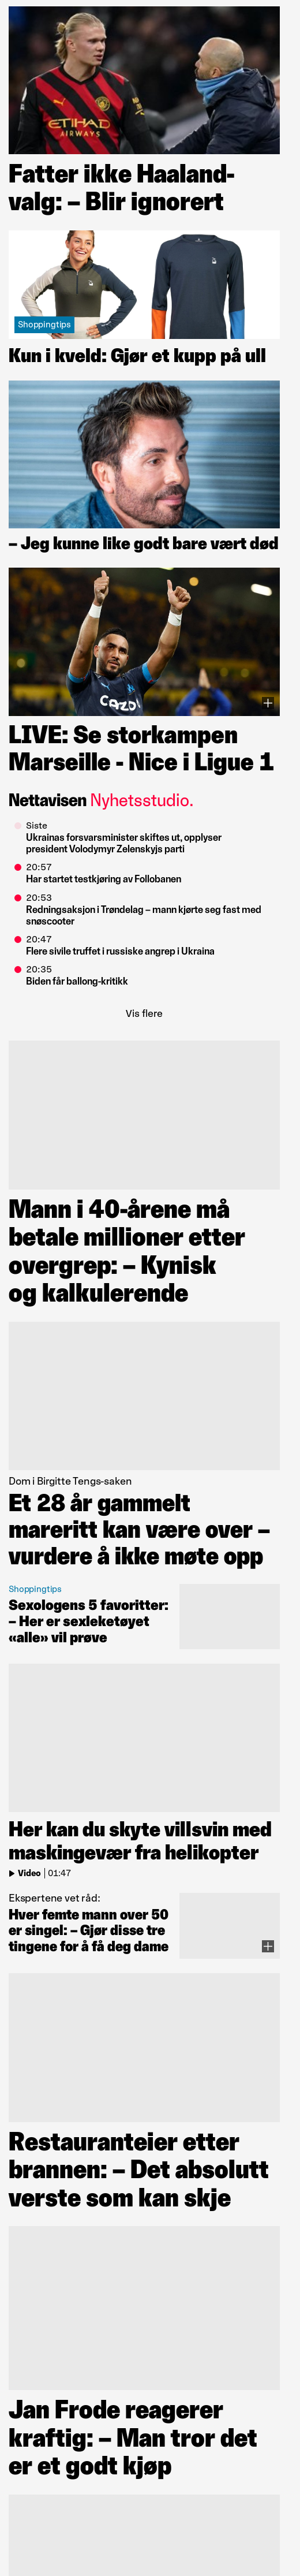 ETIHAD
AIRWAYS
Fatter ikke Haaland-
valg: – Blir ignorert
Shoppingtips
Kun i kveld: Gjør et kupp på ull
– Jeg kunne like godt bare vært død
CAZOO
LIVE: Se storkampen
Marseille - Nice i Ligue 1
Nettavisen Nyhetsstudio.
Siste
Ukrainas forsvarsminister skiftes ut, opplyser
president Volodymyr Zelenskyjs parti
20:57
Har startet testkjøring av Follobanen
20:53
Redningsaksjon i Trøndelag – mann kjørte seg fast med
snøscooter
20:47
Flere sivile truffet i russiske angrep i Ukraina
20:35
Biden får ballong-kritikk
Vis flere
Mann i 40-årene må
betale millioner etter
overgrep: – Kynisk
og kalkulerende
Dom i Birgitte Tengs-saken
Et 28 år gammelt
mareritt kan være over –
vurdere å ikke møte opp
Shoppingtips
Sexologens 5 favoritter:
– Her er sexleketøyet
«alle» vil prøve
Her kan du skyte villsvin med
maskingevær fra helikopter
Video | 01:47
Ekspertene vet råd:
Hver femte mann over 50
er singel: – Gjør disse tre
tingene for å få deg dame
Restauranteier etter
brannen: – Det absolutt
verste som kan skje
Jan Frode reagerer
kraftig: – Man tror det
er et godt kjøp